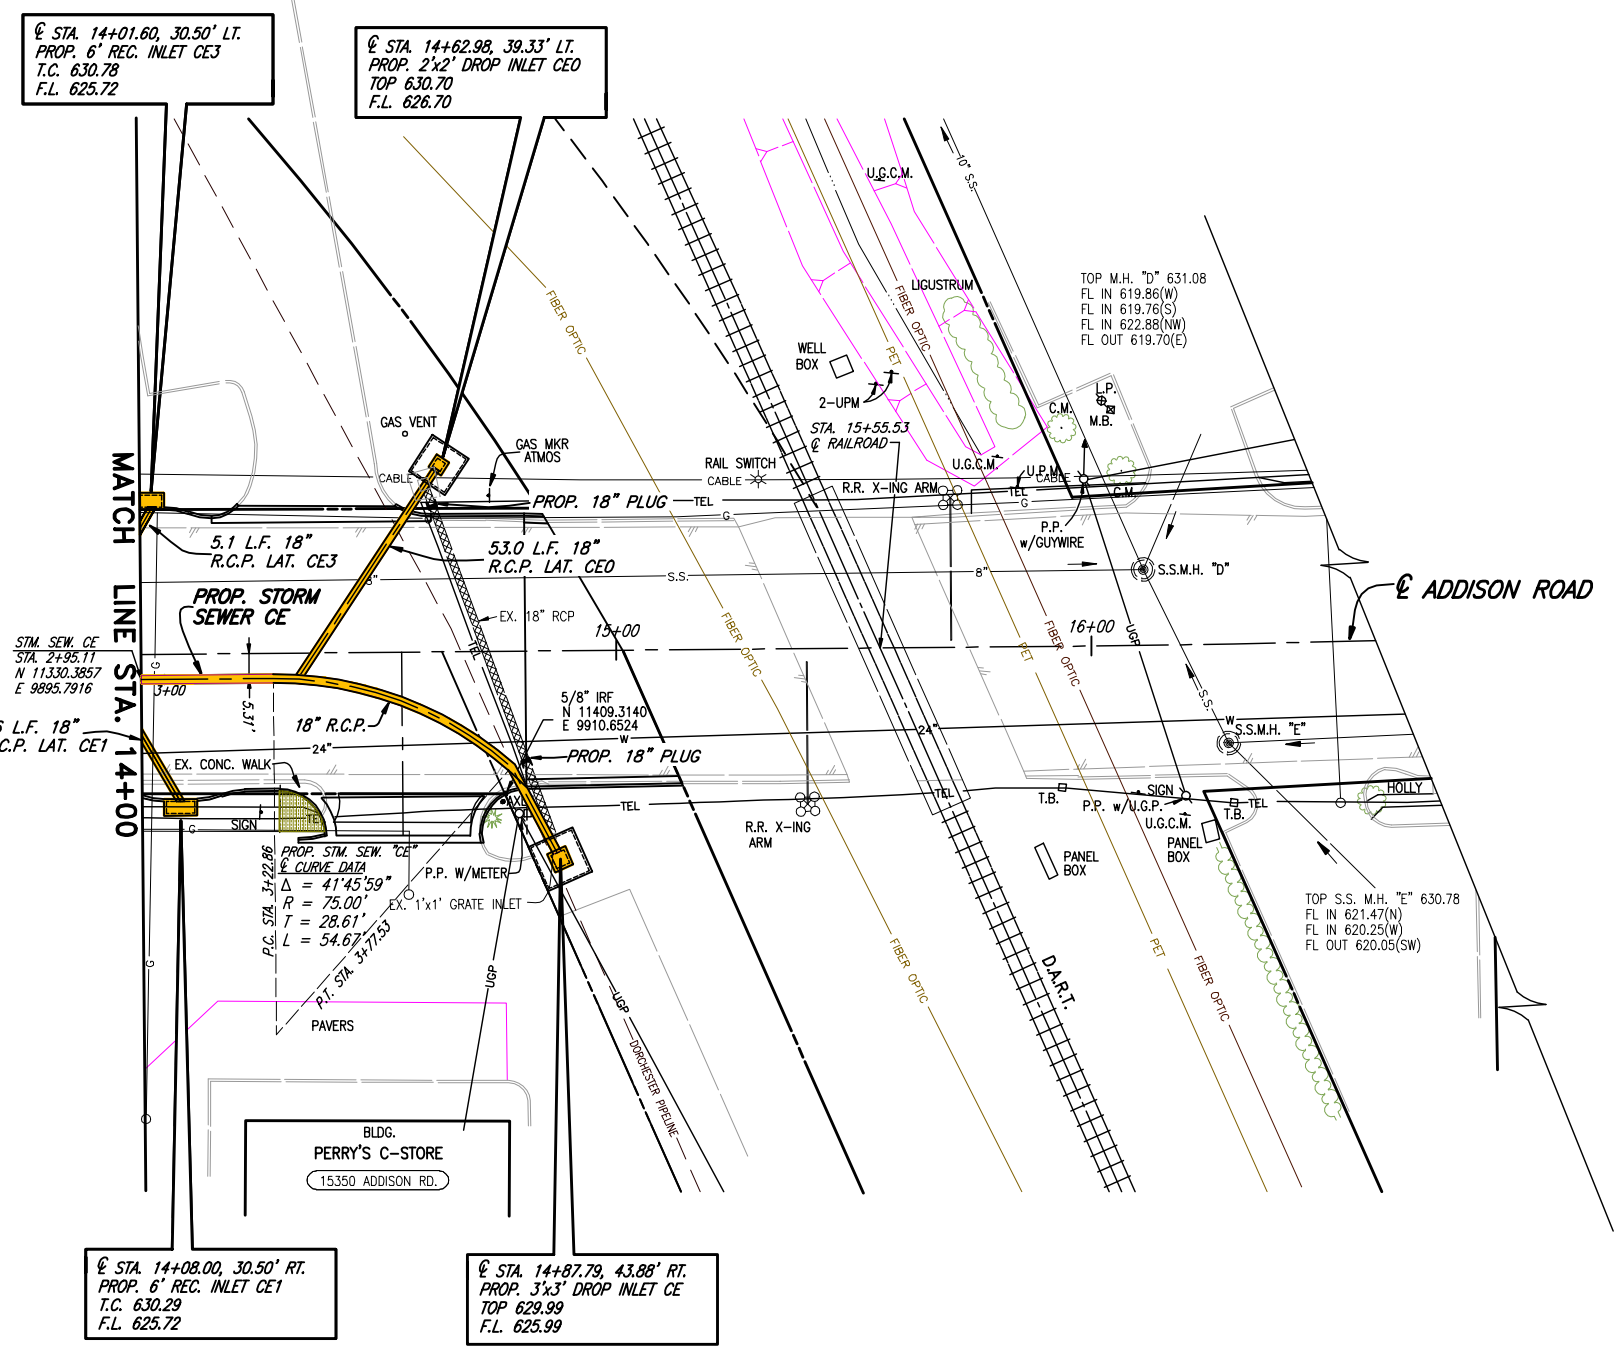 ℄ STA. 14+01.60, 30.50' LT.
PROP. 6' REC. INLET CE3
T.C. 630.78
F.L. 625.72
℄ STA. 14+62.98, 39.33' LT.
PROP. 2'x2' DROP INLET CE0
TOP 630.70
F.L. 626.70
10" S.S.
U.G.C.M.
FIBER OPTIC
FIBER OPTIC
PET
LIGUSTRUM
TOP M.H. "D" 631.08
FL IN 619.86(W)
FL IN 619.76(S)
FL IN 622.88(NW)
FL OUT 619.70(E)
WELL
BOX
2-UPM
L.P.
M.B.
C.M.
GAS VENT
GAS MKR
ATMOS
STA. 15+55.53
℄ RAILROAD
RAIL SWITCH
CABLE
CABLE
CABLE
U.G.C.M.
U.P.M.
C.M.
R.R. X-ING ARM
TEL
TEL
G
G
PROP. 18" PLUG
P.P.
w/GUYWIRE
MATCH LINE STA. 14+00
5.1 L.F. 18"
R.C.P. LAT. CE3
53.0 L.F. 18"
R.C.P. LAT. CE0
8"
S.S.
8"
S.S.M.H. "D"
℄ ADDISON ROAD
PROP. STORM
SEWER CE
EX. 18" RCP
TEL
15+00
16+00
UGP
FIBER OPTIC
PET
FIBER OPTIC
STM. SEW. CE
STA. 2+95.11
N 11330.3857
E 9895.7916
G
3+00
5.31'
S.S.
5/8" IRF
N 11409.3140
E 9910.6524
18" R.C.P.
6 L.F. 18"
C.P. LAT. CE1
24"
W
24"
W
S.S.M.H. "E"
PROP. 18" PLUG
EX. CONC. WALK
AXL
TEL
TEL
T.B.
SIGN
P.P. w/U.G.P.
U.G.C.M.
T.B.
TEL
HOLLY
SIGN
G
TE
R.R. X-ING
ARM
PANEL
BOX
PANEL
BOX
PROP. STM. SEW. "CE"
℄ CURVE DATA
Δ = 41°45'59"
R = 75.00'
T = 28.61'
L = 54.67'
P.C. STA. 3+22.86
P.T. STA. 3+77.53
P.P. W/METER
EX. 1'x1' GRATE INLET
TOP S.S. M.H. "E" 630.78
FL IN 621.47(N)
FL IN 620.25(W)
FL OUT 620.05(SW)
G
UGP
UGP
FIBER OPTIC
D.A.R.T.
PET
FIBER OPTIC
PAVERS
DORCHESTER PIPELINE
BLDG.
PERRY'S C-STORE
15350 ADDISON RD.
℄ STA. 14+08.00, 30.50' RT.
PROP. 6' REC. INLET CE1
T.C. 630.29
F.L. 625.72
℄ STA. 14+87.79, 43.88' RT.
PROP. 3'x3' DROP INLET CE
TOP 629.99
F.L. 625.99